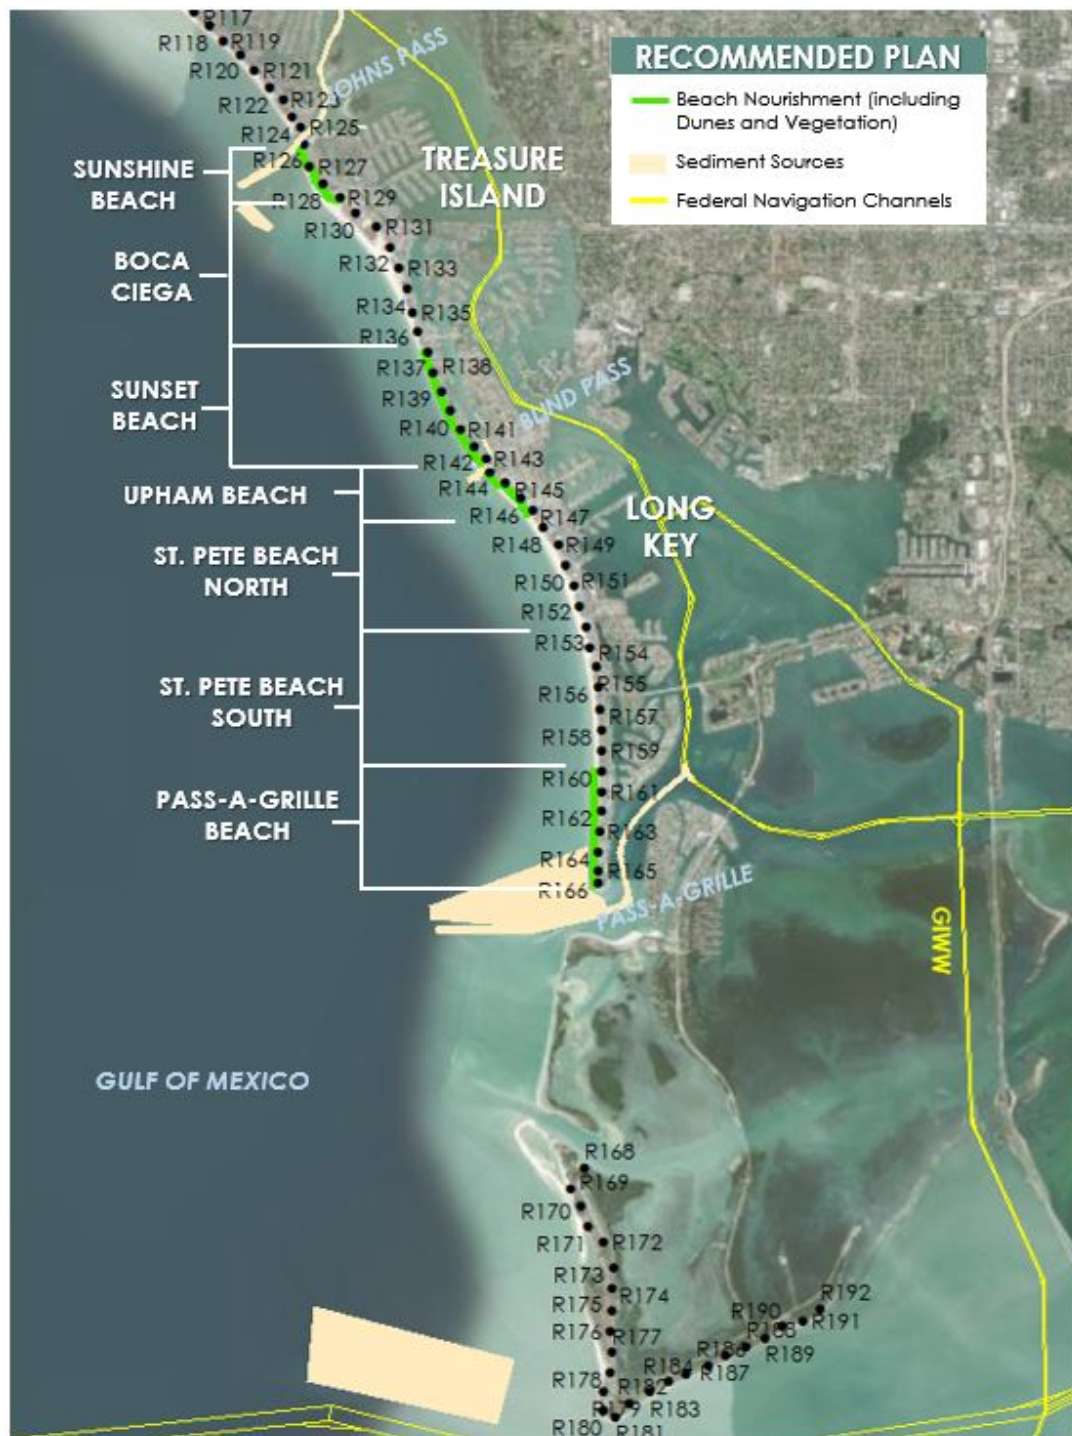 R117
R118
R119
R120
R121
R122
R123
JOHNS PASS
R124
R125
RECOMMENDED PLAN
Beach Nourishment (including
Dunes and Vegetation)
Sediment Sources
Federal Navigation Channels
SUNSHINE
BEACH
R126
R127
R128
R129
TREASURE
ISLAND
R130
R131
BOCA
CIEGA
R132
R133
R134
R135
R136
R137
R138
SUNSET
BEACH
R139
R140
R141
BLIND PASS
R142
R143
UPHAM BEACH
R144
R145
R146
R147
LONG
KEY
ST. PETE BEACH
NORTH
R148
R149
R150
R151
R152
R153
R154
ST. PETE BEACH
SOUTH
R155
R156
R157
R158
R159
PASS-A-GRILLE
BEACH
R160
R161
R162
R163
R164
R165
R166
PASS-A-GRILLE
GIWW
GULF OF MEXICO
R168
R169
R170
R171
R172
R173
R174
R175
R176
R177
R178
R179
R180
R181
R182
R183
R184
R186
R187
R188
R189
R190
R191
R192